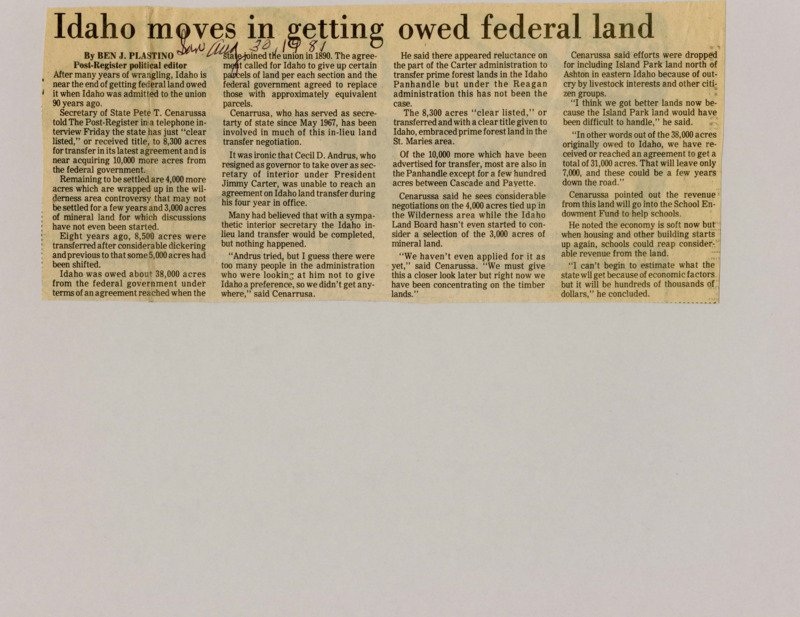 Idaho moves in getting owed federal land
Sun Aug 30, 1981
By BEN J. PLASTINO
Post-Register political editor
After many years of wrangling, Idaho is
near the end of getting federal land owed
it when Idaho was admitted to the union
90 years ago.
Secretary of State Pete T. Cenarussa
told The Post-Register in a telephone in-
terview Friday the state has just "clear
listed," or received title, to 8,300 acres
for transfer in its latest agreement and is
near acquiring 10,000 more acres from
the federal government.
Remaining to be settled are 4,000 more
acres which are wrapped up in the wil-
derness area controversy that may not
be settled for a few years and 3,000 acres
of mineral land for which discussions
have not even been started.
Eight years ago, 8,500 acres were
transferred after considerable dickering
and previous to that some 5,000 acres had
been shifted.
Idaho was owed about 38,000 acres
from the federal government under
terms of an agreement reached when the
state joined the union in 1890. The agree-
ment called for Idaho to give up certain
parcels of land per each section and the
federal government agreed to replace
those with approximately equivalent
parcels.
Cenarrusa, who has served as secre-
tarty of state since May 1967, has been
involved in much of this in-lieu land
transfer negotiation.
It was ironic that Cecil D. Andrus, who
resigned as governor to take over as sec-
retary of interior under President
Jimmy Carter, was unable to reach an
agreement on Idaho land transfer during
his four year in office.
Many had believed that with a sympa-
thetic interior secretary the Idaho in-
lieu land transfer would be completed,
but nothing happened.
"Andrus tried, but I guess there were
too many people in the administration
who were looking at him not to give
Idaho a preference, so we didn't get any-
where," said Cenarrusa.
He said there appeared reluctance on
the part of the Carter administration to
transfer prime forest lands in the Idaho
Panhandle but under the Reagan
administration this has not been the
case.
The 8,300 acres "clear listed," or
transferred and with a clear title given to
Idaho, embraced prime forest land in the
St. Maries area.
Of the 10,000 more which have been
advertised for transfer, most are also in
the Panhandle except for a few hundred
acres between Cascade and Payette.
Cenarussa said he sees considerable
negotiations on the 4,000 acres tied up in
the Wilderness area while the Idaho
Land Board hasn't even started to con-
sider a selection of the 3,000 acres of
mineral land.
"We haven't even applied for it as
yet," said Cenarussa. "We must give
this a closer look later but right now we
have been concentrating on the timber
lands."
Cenarussa said efforts were dropped
for including Island Park land north of
Ashton in eastern Idaho because of out-
cry by livestock interests and other citi-
zen groups.
"I think we got better lands now be-
cause the Island Park land would have
been difficult to handle," he said.
"In other words out of the 38,000 acres
originally owed to Idaho, we have re-
ceived or reached an agreement to get a
total of 31,000 acres. That will leave only
7,000, and these could be a few years
down the road."
Cenarussa pointed out the revenue
from this land will go into the School En-
dowment Fund to help schools.
He noted the economy is soft now but
when housing and other building starts
up again, schools could reap consider-
able revenue from the land.
"I can't begin to estimate what the
state wil get because of economic factors
but it will be hundreds of thousands of
dollars," he concluded.